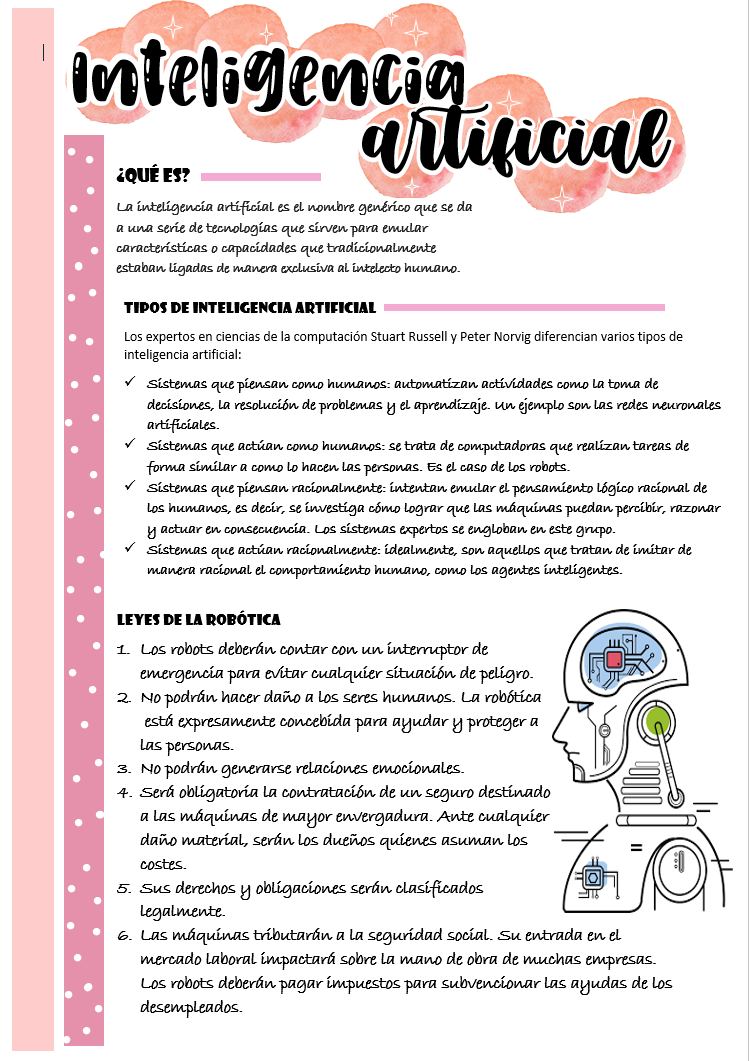 Inteligencia
artificial
¿QUÉ ES?
La inteligencia artificial es el nombre genérico que se da
a una serie de tecnologías que sirven para emular
características o capacidades que tradicionalmente
estaban ligadas de manera exclusiva al intelecto humano.
TIPOS DE INTELIGENCIA ARTIFICIAL
Los expertos en ciencias de la computación Stuart Russell y Peter Norvig diferencian varios tipos de
inteligencia artificial:
✓ Sistemas que piensan como humanos: automatizan actividades como la toma de
decisiones, la resolución de problemas y el aprendizaje. Un ejemplo son las redes neuronales
artificiales.
✓ Sistemas que actúan como humanos: se trata de computadoras que realizan tareas de
forma similar a como lo hacen las personas. Es el caso de los robots.
✓ Sistemas que piensan racionalmente: intentan emular el pensamiento lógico racional de
los humanos, es decir, se investiga cómo lograr que las máquinas puedan percibir, razonar
y actuar en consecuencia. Los sistemas expertos se engloban en este grupo.
✓ Sistemas que actúan racionalmente: idealmente, son aquellos que tratan de imitar de
manera racional el comportamiento humano, como los agentes inteligentes.
LEYES DE LA ROBÓTICA
1. Los robots deberán contar con un interruptor de
emergencia para evitar cualquier situación de peligro.
2. No podrán hacer daño a los seres humanos. La robótica
está expresamente concebida para ayudar y proteger a
las personas.
3. No podrán generarse relaciones emocionales.
4. Será obligatoria la contratación de un seguro destinado
a las máquinas de mayor envergadura. Ante cualquier
daño material, serán los dueños quienes asuman los
costes.
5. Sus derechos y obligaciones serán clasificados
legalmente.
6. Las máquinas tributarán a la seguridad social. Su entrada en el
mercado laboral impactará sobre la mano de obra de muchas empresas.
Los robots deberán pagar impuestos para subvencionar las ayudas de los
desempleados.